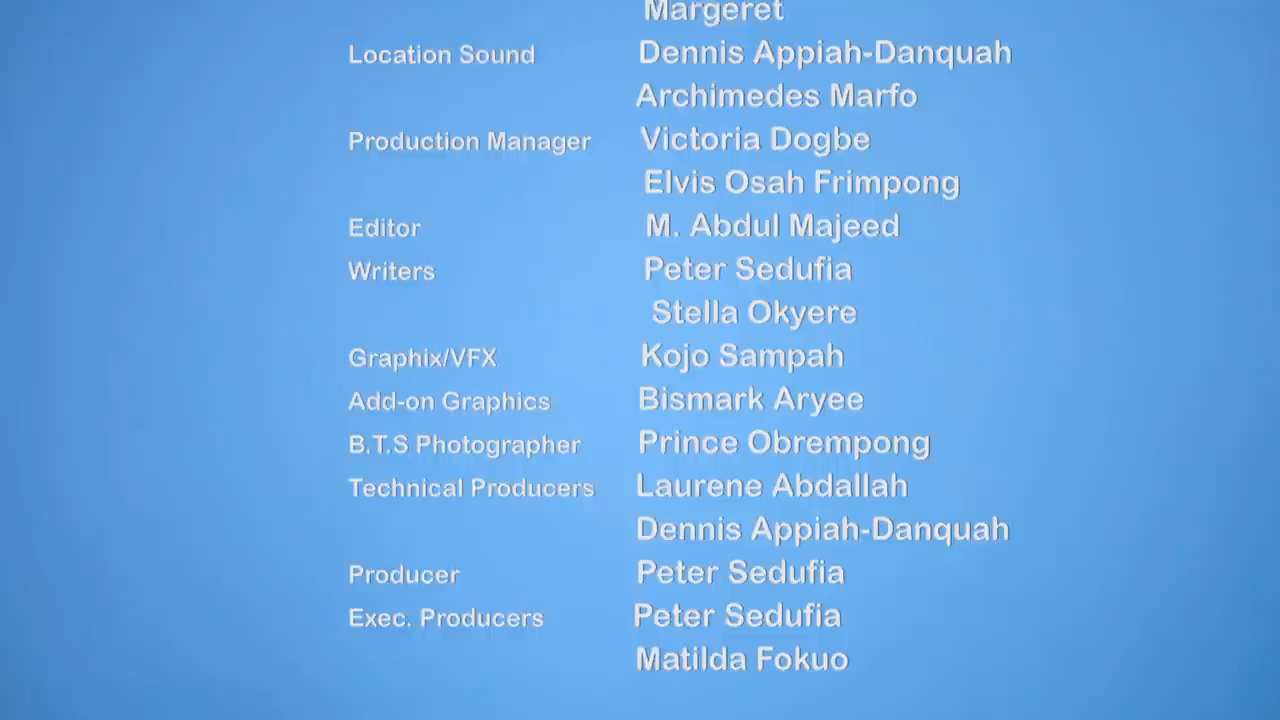 Margeret
Location Sound Dennis Appiah-Danquah
Archimedes Marfo
Production Manager Victoria Dogbe
Elvis Osah Frimpong
Editor M. Abdul Majeed
Writers Peter Sedufia
Stella Okyere
Graphix/VFX Kojo Sampah
Add-on Graphics Bismark Aryee
B.T.S Photographer Prince Obrempong
Technical Producers Laurene Abdallah
Dennis Appiah-Danquah
Producer Peter Sedufia
Exec. Producers Peter Sedufia
Matilda Fokuo